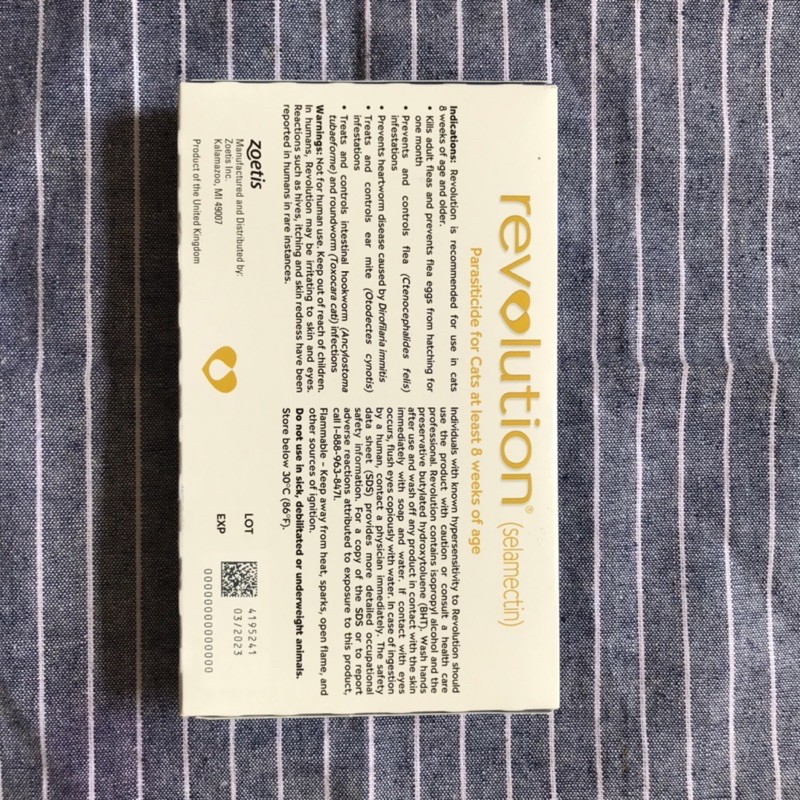 revolution® (selamectin)
Parasiticide for Cats at least 8 weeks of age
Indications: Revolution is recommended for use in cats
8 weeks of age and older.
• Kills adult fleas and prevents flea eggs from hatching for
one month
• Prevents and controls flea (Ctenocephalides felis)
infestations
• Prevents heartworm disease caused by Dirofilaria immitis
• Treats and controls ear mite (Otodectes cynotis)
infestations
• Treats and controls intestinal hookworm (Ancylostoma
tubaeforme) and roundworm (Toxocara cati) infections
Warnings: Not for human use. Keep out of reach of children.
In humans, Revolution may be irritating to skin and eyes.
Reactions such as hives, itching and skin redness have been
reported in humans in rare instances.
Individuals with known hypersensitivity to Revolution should
use the product with caution or consult a health care
professional. Revolution contains isopropyl alcohol and the
preservative butylated hydroxytoluene (BHT). Wash hands
after use and wash off any product in contact with the skin
immediately with soap and water. If contact with eyes
occurs, flush eyes copiously with water. In case of ingestion
by a human, contact a physician immediately. The safety
data sheet (SDS) provides more detailed occupational
safety information. For a copy of the SDS or to report
adverse reactions attributed to exposure to this product,
call 1-888-963-8471.
Flammable - Keep away from heat, sparks, open flame, and
other sources of ignition.
Do not use in sick, debilitated or underweight animals.
Store below 30°C (86°F).
zoetis
Manufactured and Distributed by:
Zoetis Inc.
Kalamazoo, MI 49007
Product of the United Kingdom
LOT 4195241
EXP 03/2023
00000000000000